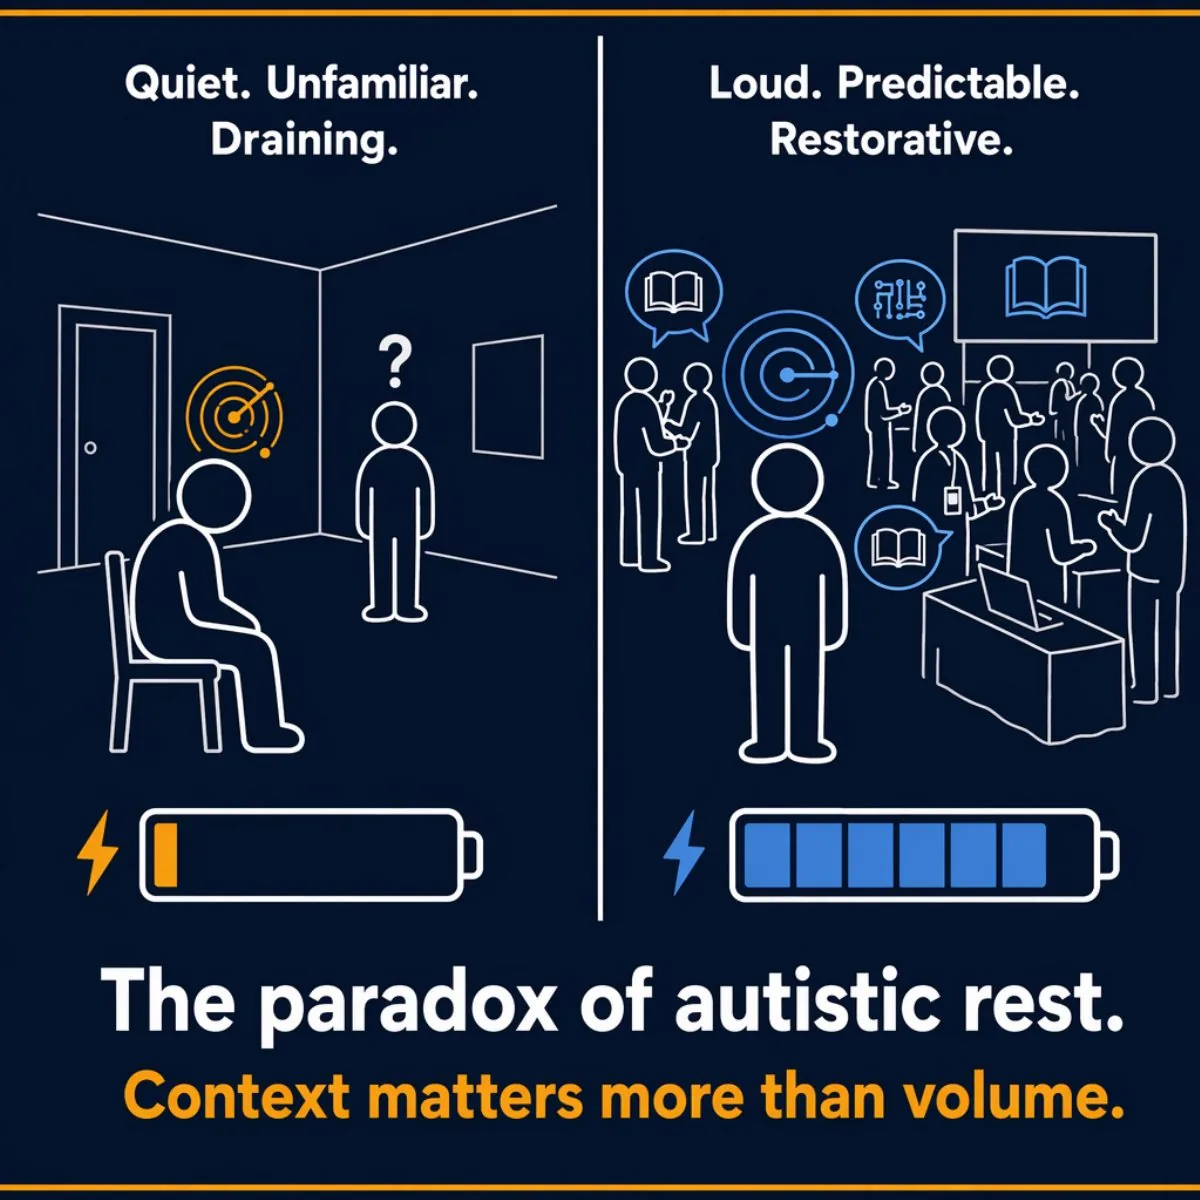 Quiet. Unfamiliar.
Draining.
Loud. Predictable.
Restorative.
?
The paradox of autistic rest.
Context matters more than volume.